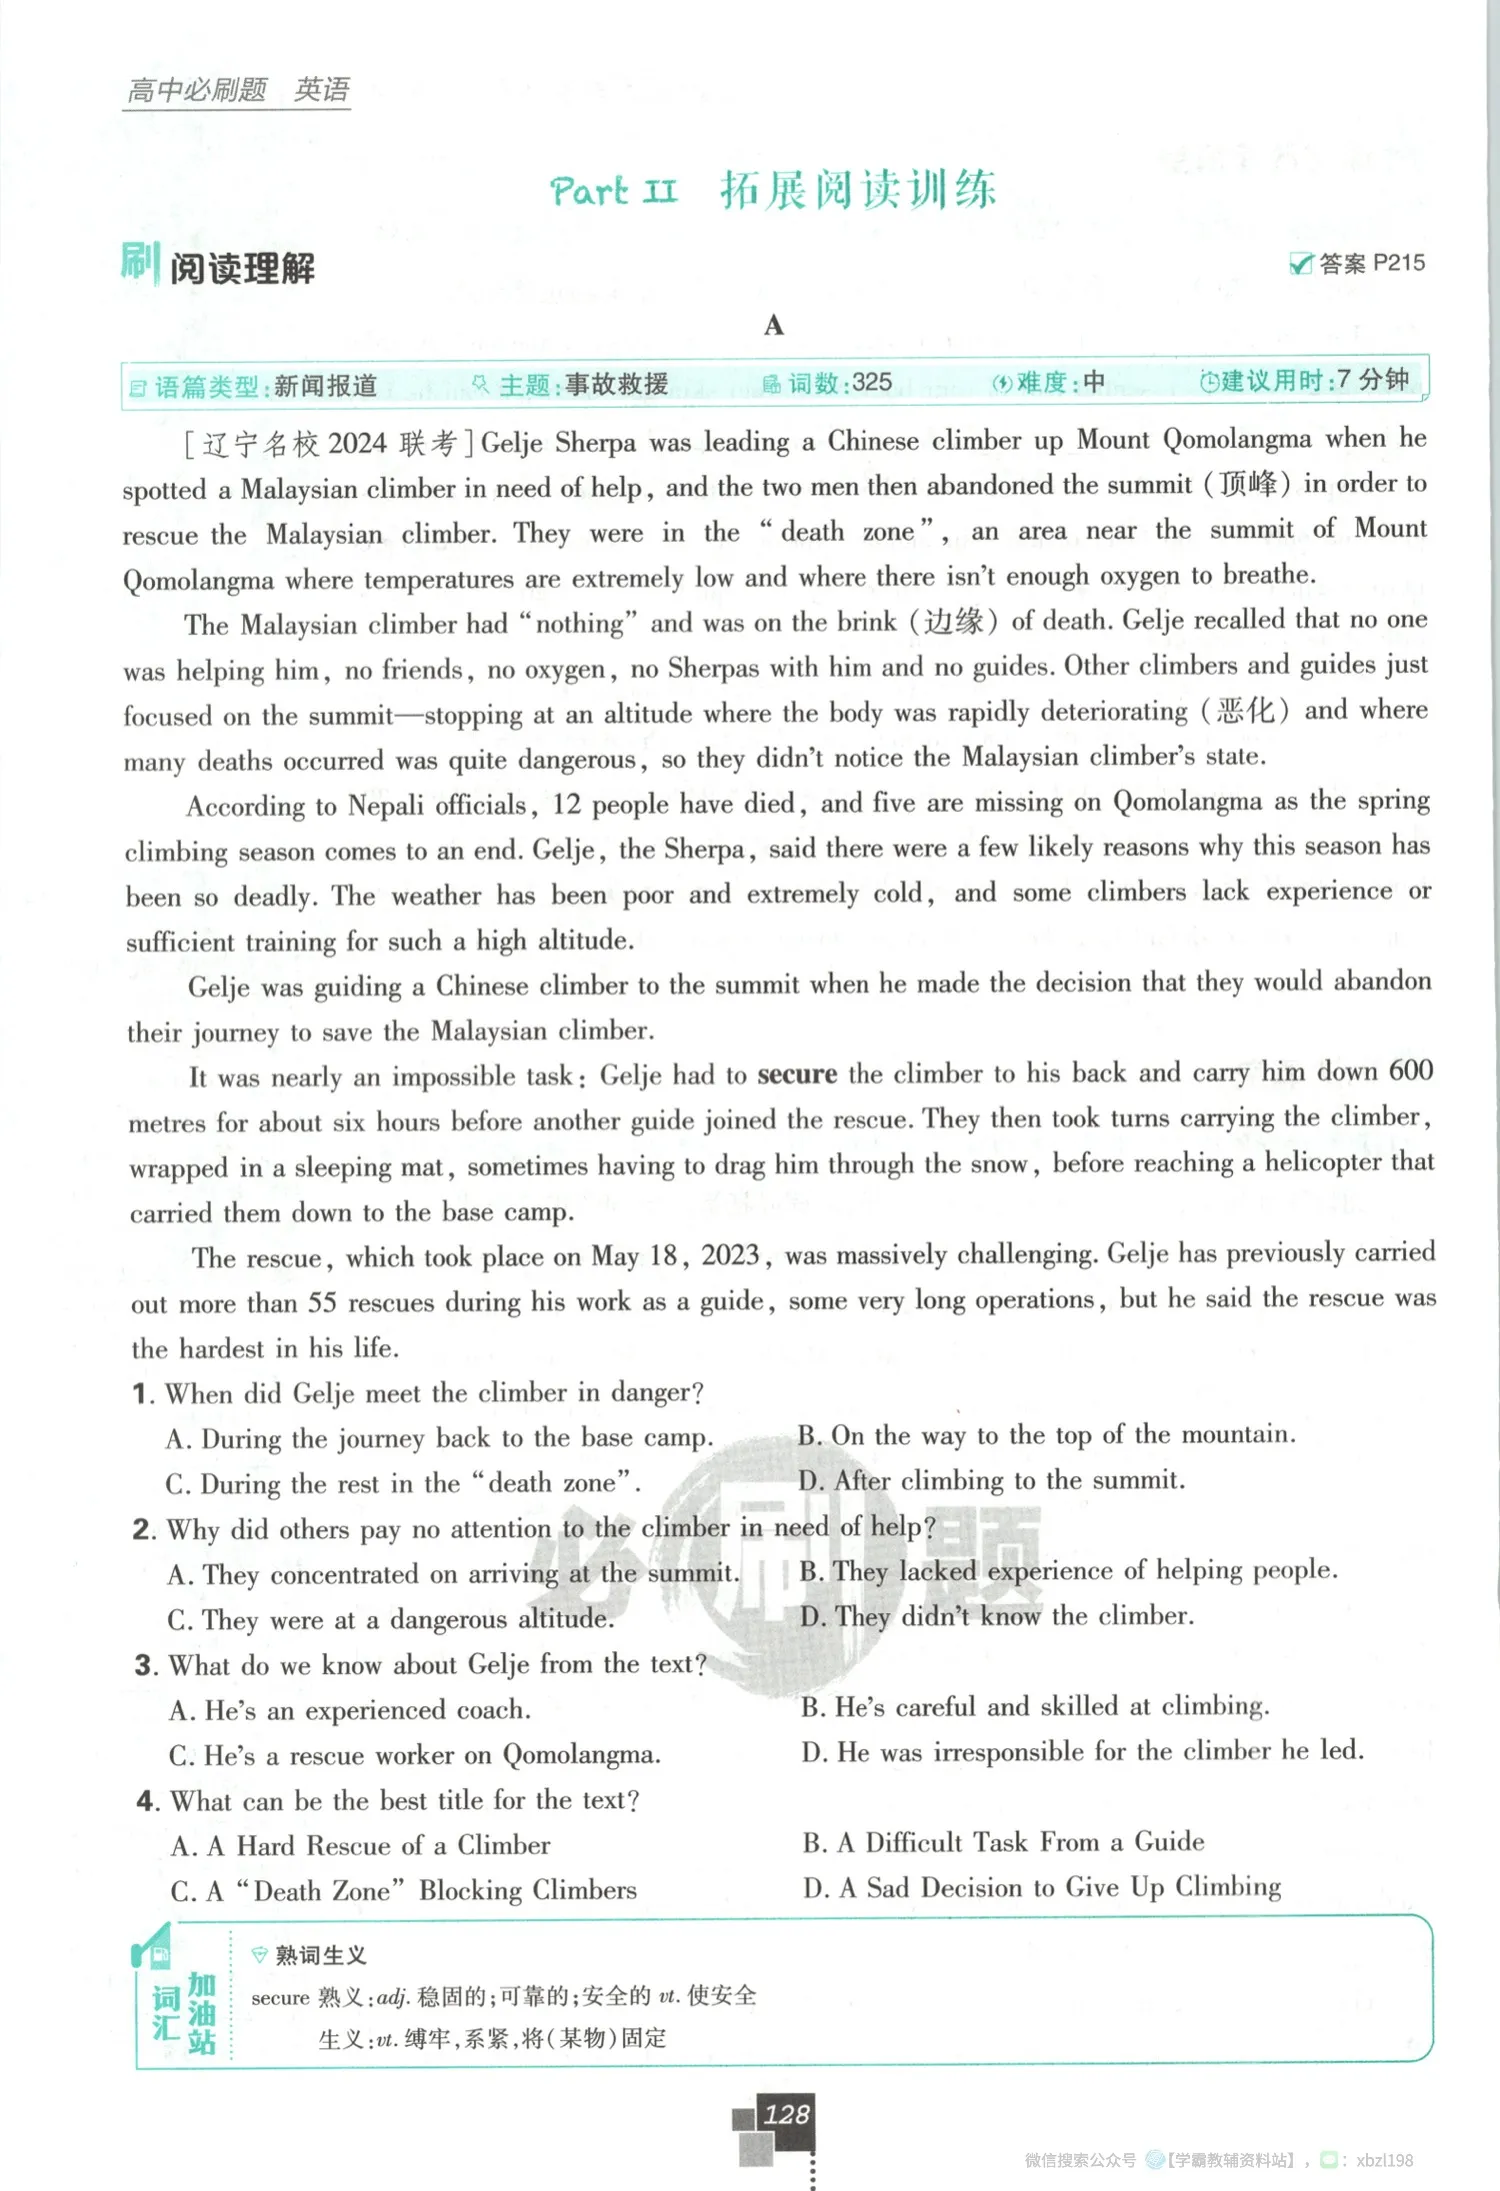 高中必刷题 英语
Part II 拓展阅读训练
刷 阅读理解
答案 P215
A
语篇类型:新闻报道 主题:事故救援 词数:325 难度:中 建议用时:7 分钟
[辽宁名校 2024 联考]Gelje Sherpa was leading a Chinese climber up Mount Qomolangma when he
spotted a Malaysian climber in need of help, and the two men then abandoned the summit (顶峰) in order to
rescue the Malaysian climber. They were in the “death zone”, an area near the summit of Mount
Qomolangma where temperatures are extremely low and where there isn't enough oxygen to breathe.
The Malaysian climber had “nothing” and was on the brink (边缘) of death. Gelje recalled that no one
was helping him, no friends, no oxygen, no Sherpas with him and no guides. Other climbers and guides just
focused on the summit—stopping at an altitude where the body was rapidly deteriorating (恶化) and where
many deaths occurred was quite dangerous, so they didn't notice the Malaysian climber's state.
According to Nepali officials, 12 people have died, and five are missing on Qomolangma as the spring
climbing season comes to an end. Gelje, the Sherpa, said there were a few likely reasons why this season has
been so deadly. The weather has been poor and extremely cold, and some climbers lack experience or
sufficient training for such a high altitude.
Gelje was guiding a Chinese climber to the summit when he made the decision that they would abandon
their journey to save the Malaysian climber.
It was nearly an impossible task: Gelje had to secure the climber to his back and carry him down 600
metres for about six hours before another guide joined the rescue. They then took turns carrying the climber,
wrapped in a sleeping mat, sometimes having to drag him through the snow, before reaching a helicopter that
carried them down to the base camp.
The rescue, which took place on May 18, 2023, was massively challenging. Gelje has previously carried
out more than 55 rescues during his work as a guide, some very long operations, but he said the rescue was
the hardest in his life.
1. When did Gelje meet the climber in danger?
A. During the journey back to the base camp. B. On the way to the top of the mountain.
C. During the rest in the “death zone”. D. After climbing to the summit.
2. Why did others pay no attention to the climber in need of help?
A. They concentrated on arriving at the summit. B. They lacked experience of helping people.
C. They were at a dangerous altitude. D. They didn't know the climber.
3. What do we know about Gelje from the text?
A. He's an experienced coach. B. He's careful and skilled at climbing.
C. He's a rescue worker on Qomolangma. D. He was irresponsible for the climber he led.
4. What can be the best title for the text?
A. A Hard Rescue of a Climber B. A Difficult Task From a Guide
C. A “Death Zone” Blocking Climbers D. A Sad Decision to Give Up Climbing
必刷题
词汇加油站
熟词生义
secure 熟义:adj. 稳固的;可靠的;安全的 vt. 使安全
生义:vt. 缚牢,系紧,将(某物)固定
128
微信搜索公众号 【学霸教辅资料站】, : xbzl198